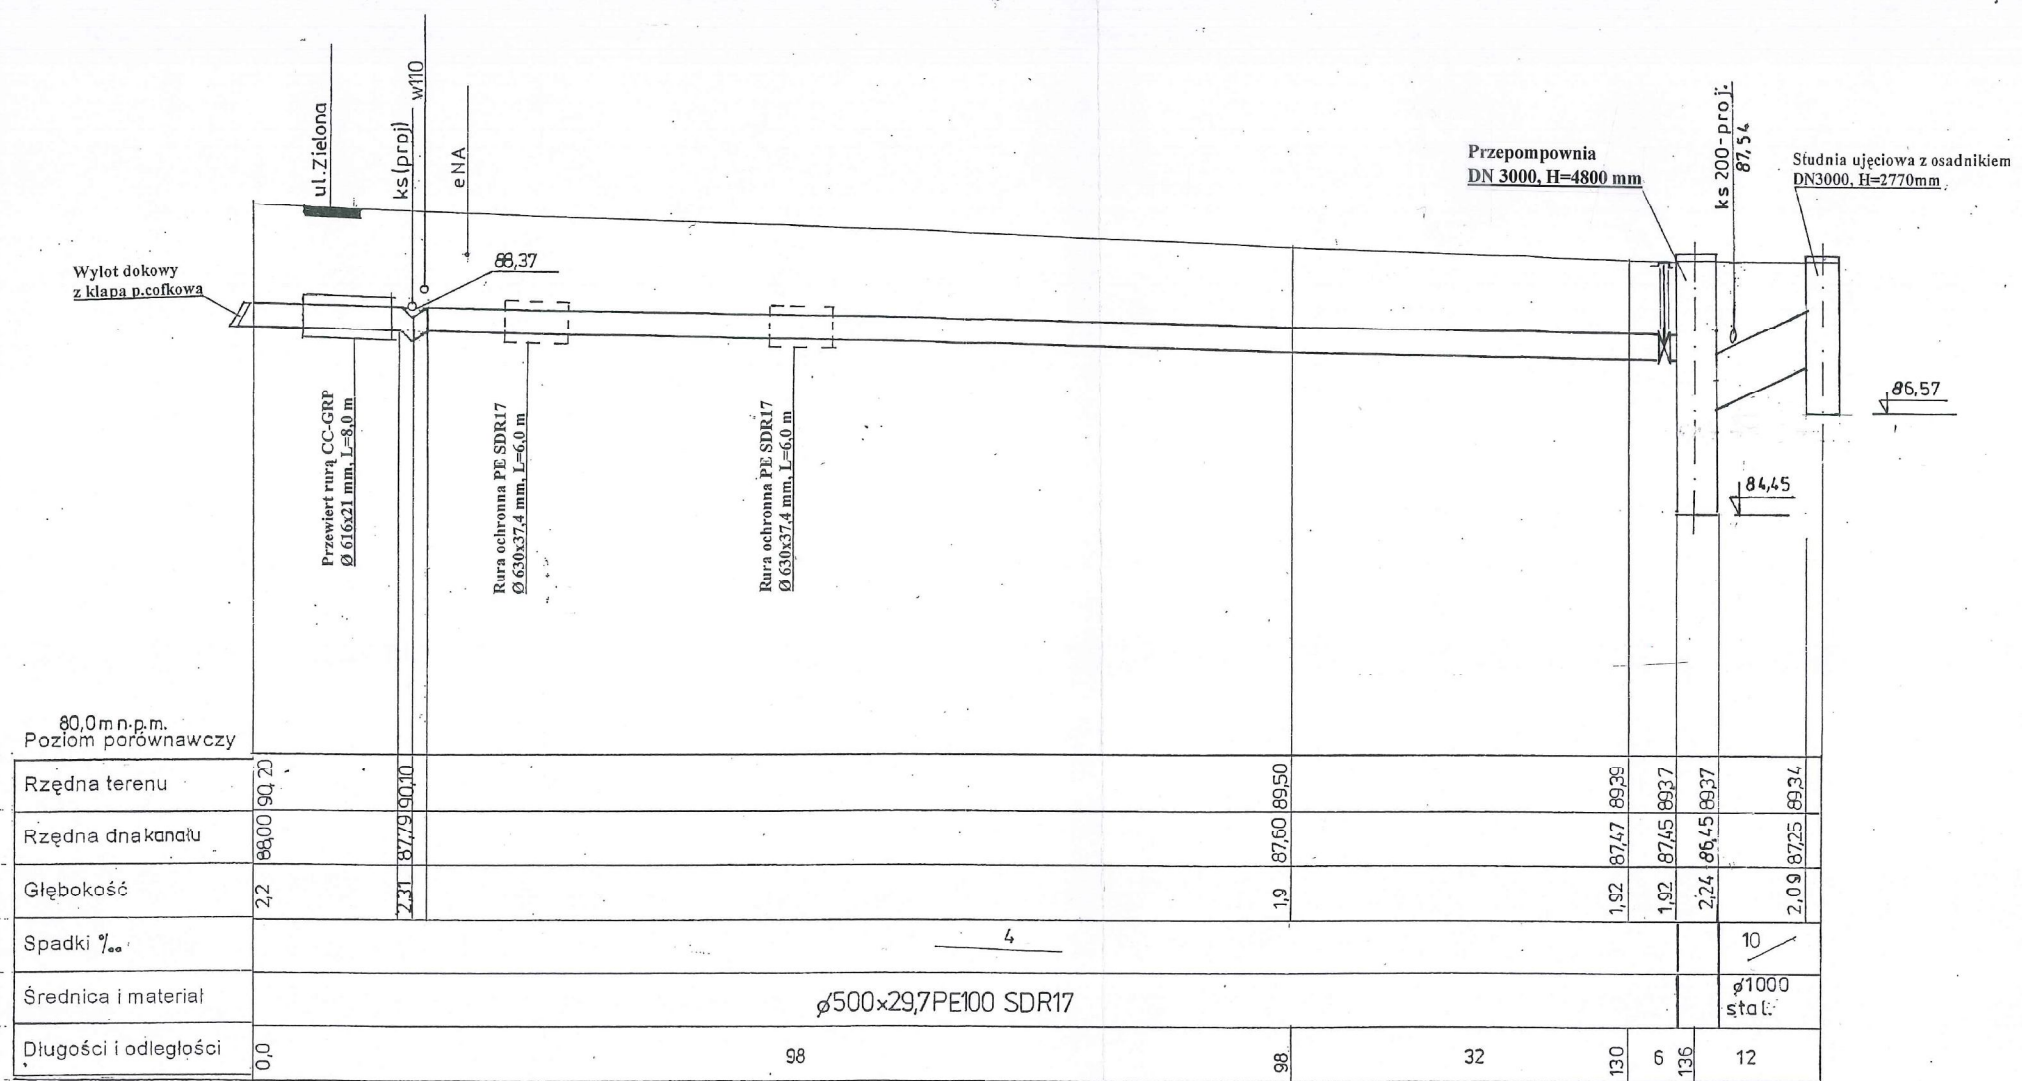 ul.Zielona
ks(prpj)
w110
eNA
88,37
Wylot dokowy
z klapa p.cofkowa
Przepompownia
DN 3000, H=4800 mm
ks 200-proj.
87,54
Studnia ujęciowa z osadnikiem
DN3000, H=2770mm
86,57
84,45
Przewiert rurą CC-GRP
Ø 616x21 mm, L=8,0 m
Rura ochronna PE SDR17
Ø 630x37,4 mm, L=6,0 m
Rura ochronna PE SDR17
Ø 630x37,4 mm, L=6,0 m
80,0m n.p.m.
Poziom porównawczy
Rzędna terenu 90,20 90,10 89,50 89,39 89,37 89,37 89,34
Rzędna dna kanału 88,00 87,79 87,60 87,47 87,45 86,45 87,25
Głębokość 2,2 2,31 1,9 1,92 1,92 2,24 2,09
Spadki ‰ 4 10
Średnica i materiał ø500x29,7PE100 SDR17 ø1000
stal.
Długości i odległości 0,0 98 98 32 130 6 136 12